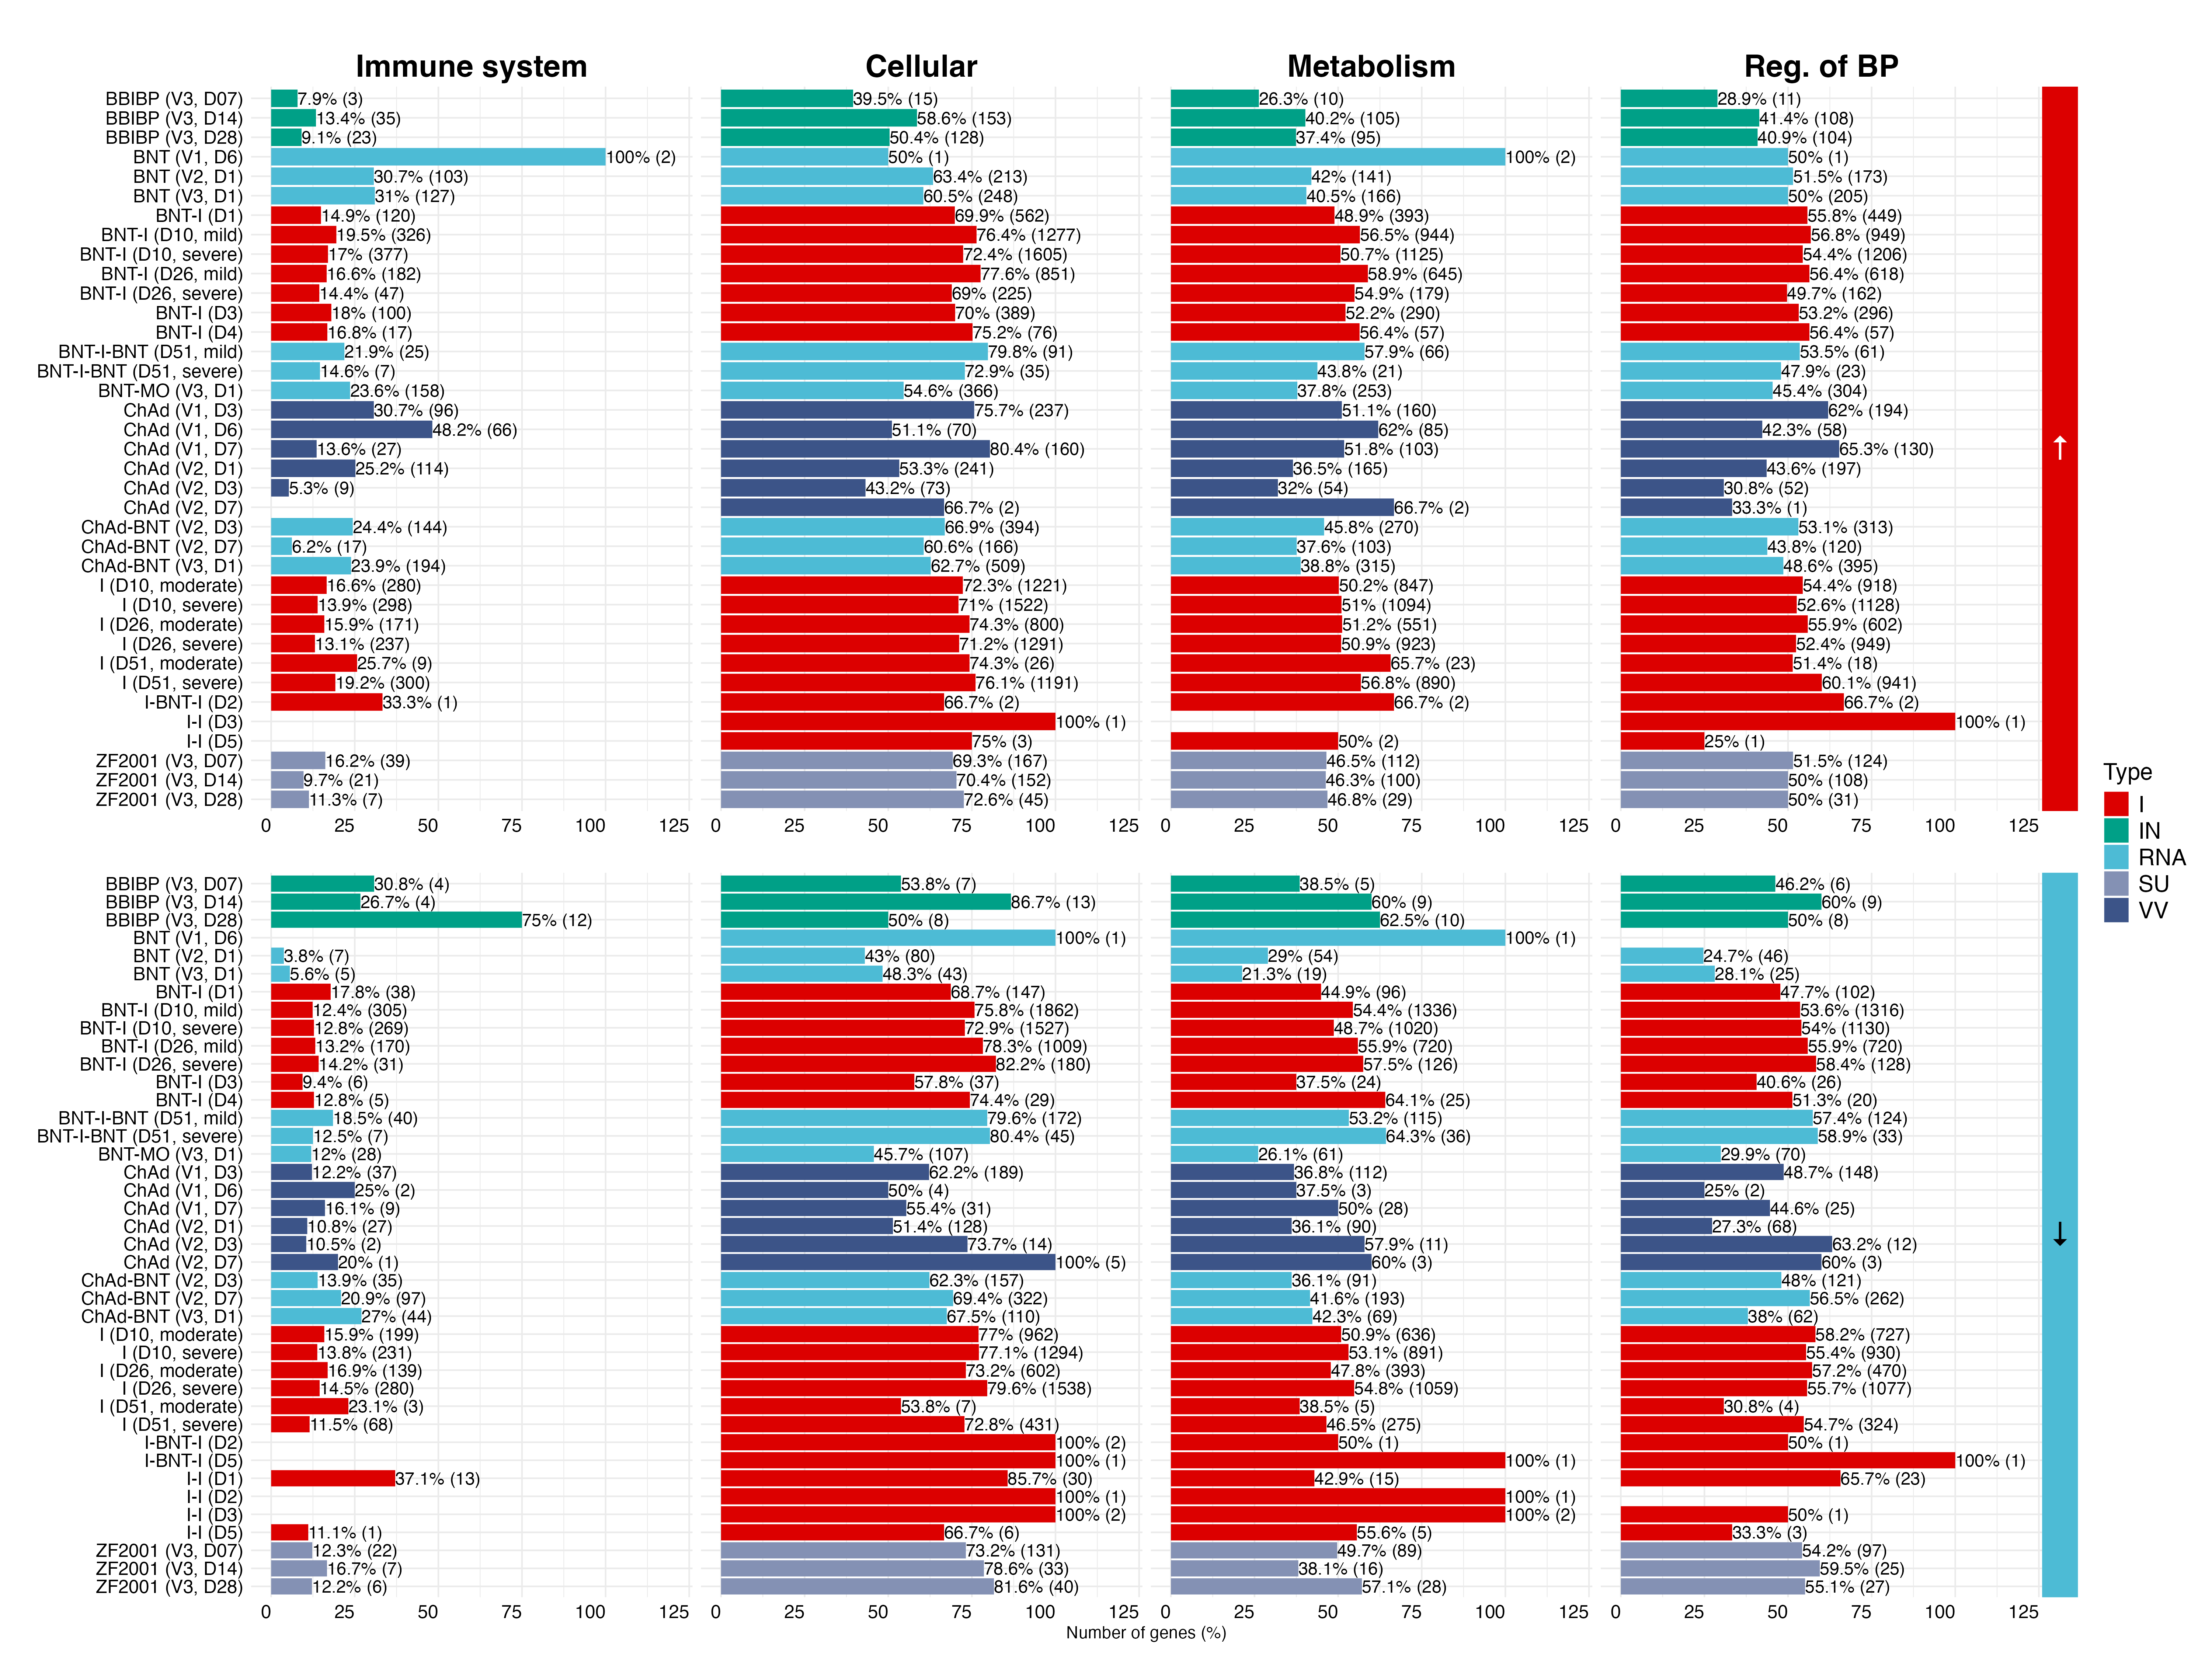 Immune system Cellular Metabolism Reg. of BP
BBIBP (V3, D07) 7.9% (3) 39.5% (15) 26.3% (10) 28.9% (11)
BBIBP (V3, D14) 13.4% (35) 58.6% (153) 40.2% (105) 41.4% (108)
BBIBP (V3, D28) 9.1% (23) 50.4% (128) 37.4% (95) 40.9% (104)
BNT (V1, D6) 100% (2) 50% (1) 100% (2) 50% (1)
BNT (V2, D1) 30.7% (103) 63.4% (213) 42% (141) 51.5% (173)
BNT (V3, D1) 31% (127) 60.5% (248) 40.5% (166) 50% (205)
BNT-I (D1) 14.9% (120) 69.9% (562) 48.9% (393) 55.8% (449)
BNT-I (D10, mild) 19.5% (326) 76.4% (1277) 56.5% (944) 56.8% (949)
BNT-I (D10, severe) 17% (377) 72.4% (1605) 50.7% (1125) 54.4% (1206)
BNT-I (D26, mild) 16.6% (182) 77.6% (851) 58.9% (645) 56.4% (618)
BNT-I (D26, severe) 14.4% (47) 69% (225) 54.9% (179) 49.7% (162)
BNT-I (D3) 18% (100) 70% (389) 52.2% (290) 53.2% (296)
BNT-I (D4) 16.8% (17) 75.2% (76) 56.4% (57) 56.4% (57)
BNT-I-BNT (D51, mild) 21.9% (25) 79.8% (91) 57.9% (66) 53.5% (61)
BNT-I-BNT (D51, severe) 14.6% (7) 72.9% (35) 43.8% (21) 47.9% (23)
BNT-MO (V3, D1) 23.6% (158) 54.6% (366) 37.8% (253) 45.4% (304)
ChAd (V1, D3) 30.7% (96) 75.7% (237) 51.1% (160) 62% (194)
ChAd (V1, D6) 48.2% (66) 51.1% (70) 62% (85) 42.3% (58)
ChAd (V1, D7) 13.6% (27) 80.4% (160) 51.8% (103) 65.3% (130)
↑
ChAd (V2, D1) 25.2% (114) 53.3% (241) 36.5% (165) 43.6% (197)
ChAd (V2, D3) 5.3% (9) 43.2% (73) 32% (54) 30.8% (52)
ChAd (V2, D7) 66.7% (2) 66.7% (2) 33.3% (1)
ChAd-BNT (V2, D3) 24.4% (144) 66.9% (394) 45.8% (270) 53.1% (313)
ChAd-BNT (V2, D7) 6.2% (17) 60.6% (166) 37.6% (103) 43.8% (120)
ChAd-BNT (V3, D1) 23.9% (194) 62.7% (509) 38.8% (315) 48.6% (395)
I (D10, moderate) 16.6% (280) 72.3% (1221) 50.2% (847) 54.4% (918)
I (D10, severe) 13.9% (298) 71% (1522) 51% (1094) 52.6% (1128)
I (D26, moderate) 15.9% (171) 74.3% (800) 51.2% (551) 55.9% (602)
I (D26, severe) 13.1% (237) 71.2% (1291) 50.9% (923) 52.4% (949)
I (D51, moderate) 25.7% (9) 74.3% (26) 65.7% (23) 51.4% (18)
I (D51, severe) 19.2% (300) 76.1% (1191) 56.8% (890) 60.1% (941)
I-BNT-I (D2) 33.3% (1) 66.7% (2) 66.7% (2) 66.7% (2)
I-I (D3) 100% (1) 100% (1)
I-I (D5) 75% (3) 50% (2) 25% (1)
ZF2001 (V3, D07) 16.2% (39) 69.3% (167) 46.5% (112) 51.5% (124)
ZF2001 (V3, D14) 9.7% (21) 70.4% (152) 46.3% (100) 50% (108)
ZF2001 (V3, D28) 11.3% (7) 72.6% (45) 46.8% (29) 50% (31)
0 25 50 75 100 125 0 25 50 75 100 125 0 25 50 75 100 125 0 25 50 75 100 125
Type
I
IN
RNA
SU
VV
BBIBP (V3, D07) 30.8% (4) 53.8% (7) 38.5% (5) 46.2% (6)
BBIBP (V3, D14) 26.7% (4) 86.7% (13) 60% (9) 60% (9)
BBIBP (V3, D28) 75% (12) 50% (8) 62.5% (10) 50% (8)
BNT (V1, D6) 100% (1) 100% (1)
BNT (V2, D1) 3.8% (7) 43% (80) 29% (54) 24.7% (46)
BNT (V3, D1) 5.6% (5) 48.3% (43) 21.3% (19) 28.1% (25)
BNT-I (D1) 17.8% (38) 68.7% (147) 44.9% (96) 47.7% (102)
BNT-I (D10, mild) 12.4% (305) 75.8% (1862) 54.4% (1336) 53.6% (1316)
BNT-I (D10, severe) 12.8% (269) 72.9% (1527) 48.7% (1020) 54% (1130)
BNT-I (D26, mild) 13.2% (170) 78.3% (1009) 55.9% (720) 55.9% (720)
BNT-I (D26, severe) 14.2% (31) 82.2% (180) 57.5% (126) 58.4% (128)
BNT-I (D3) 9.4% (6) 57.8% (37) 37.5% (24) 40.6% (26)
BNT-I (D4) 12.8% (5) 74.4% (29) 64.1% (25) 51.3% (20)
BNT-I-BNT (D51, mild) 18.5% (40) 79.6% (172) 53.2% (115) 57.4% (124)
BNT-I-BNT (D51, severe) 12.5% (7) 80.4% (45) 64.3% (36) 58.9% (33)
BNT-MO (V3, D1) 12% (28) 45.7% (107) 26.1% (61) 29.9% (70)
ChAd (V1, D3) 12.2% (37) 62.2% (189) 36.8% (112) 48.7% (148)
ChAd (V1, D6) 25% (2) 50% (4) 37.5% (3) 25% (2)
ChAd (V1, D7) 16.1% (9) 55.4% (31) 50% (28) 44.6% (25)
ChAd (V2, D1) 10.8% (27) 51.4% (128) 36.1% (90) 27.3% (68)
↓
ChAd (V2, D3) 10.5% (2) 73.7% (14) 57.9% (11) 63.2% (12)
ChAd (V2, D7) 20% (1) 100% (5) 60% (3) 60% (3)
ChAd-BNT (V2, D3) 13.9% (35) 62.3% (157) 36.1% (91) 48% (121)
ChAd-BNT (V2, D7) 20.9% (97) 69.4% (322) 41.6% (193) 56.5% (262)
ChAd-BNT (V3, D1) 27% (44) 67.5% (110) 42.3% (69) 38% (62)
I (D10, moderate) 15.9% (199) 77% (962) 50.9% (636) 58.2% (727)
I (D10, severe) 13.8% (231) 77.1% (1294) 53.1% (891) 55.4% (930)
I (D26, moderate) 16.9% (139) 73.2% (602) 47.8% (393) 57.2% (470)
I (D26, severe) 14.5% (280) 79.6% (1538) 54.8% (1059) 55.7% (1077)
I (D51, moderate) 23.1% (3) 53.8% (7) 38.5% (5) 30.8% (4)
I (D51, severe) 11.5% (68) 72.8% (431) 46.5% (275) 54.7% (324)
I-BNT-I (D2) 100% (2) 50% (1) 50% (1)
I-BNT-I (D5) 100% (1) 100% (1) 100% (1)
I-I (D1) 37.1% (13) 85.7% (30) 42.9% (15) 65.7% (23)
I-I (D2) 100% (1) 100% (1)
I-I (D3) 100% (2) 100% (2) 50% (1)
I-I (D5) 11.1% (1) 66.7% (6) 55.6% (5) 33.3% (3)
ZF2001 (V3, D07) 12.3% (22) 73.2% (131) 49.7% (89) 54.2% (97)
ZF2001 (V3, D14) 16.7% (7) 78.6% (33) 38.1% (16) 59.5% (25)
ZF2001 (V3, D28) 12.2% (6) 81.6% (40) 57.1% (28) 55.1% (27)
0 25 50 75 100 125 0 25 50 75 100 125 0 25 50 75 100 125 0 25 50 75 100 125
Number of genes (%)